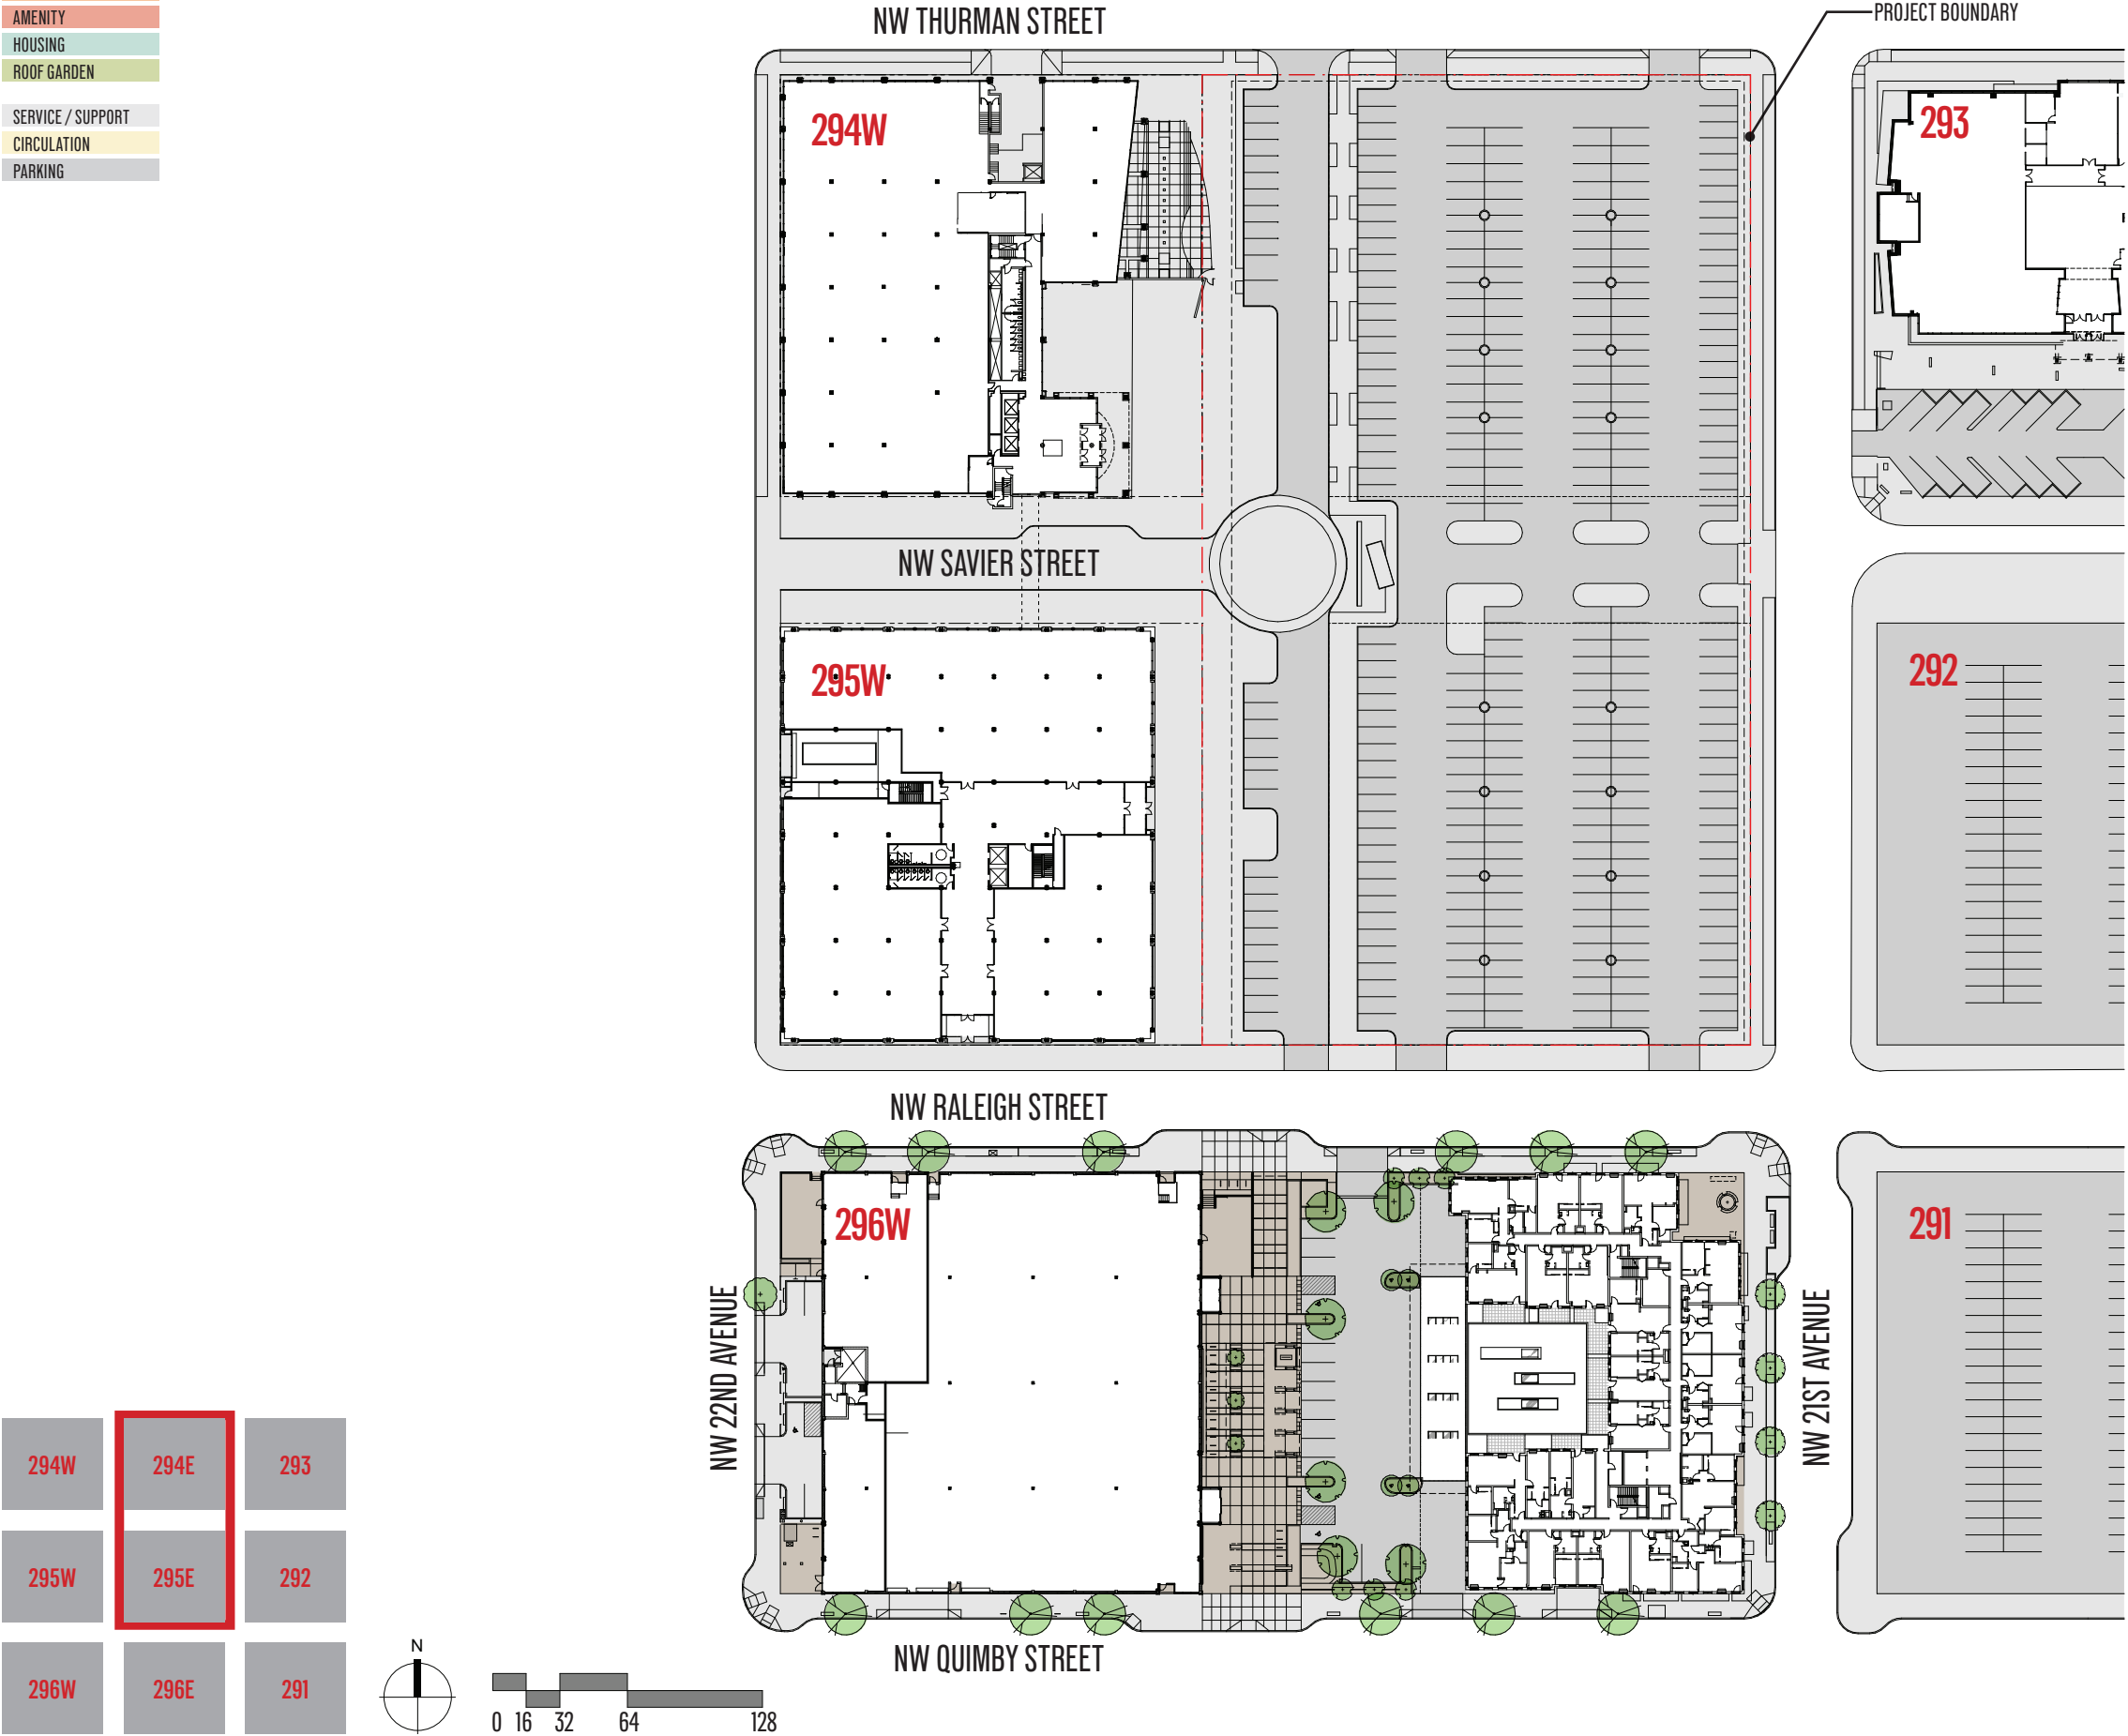 AMENITY
HOUSING
ROOF GARDEN
SERVICE / SUPPORT
CIRCULATION
PARKING
NW THURMAN STREET
PROJECT BOUNDARY
294W
293
NW SAVIER STREET
295W
292
NW RALEIGH STREET
296W
291
NW 22ND AVENUE
NW 21ST AVENUE
NW QUIMBY STREET
294W 294E 293
295W 295E 292
296W 296E 291
N
0 16 32 64 128